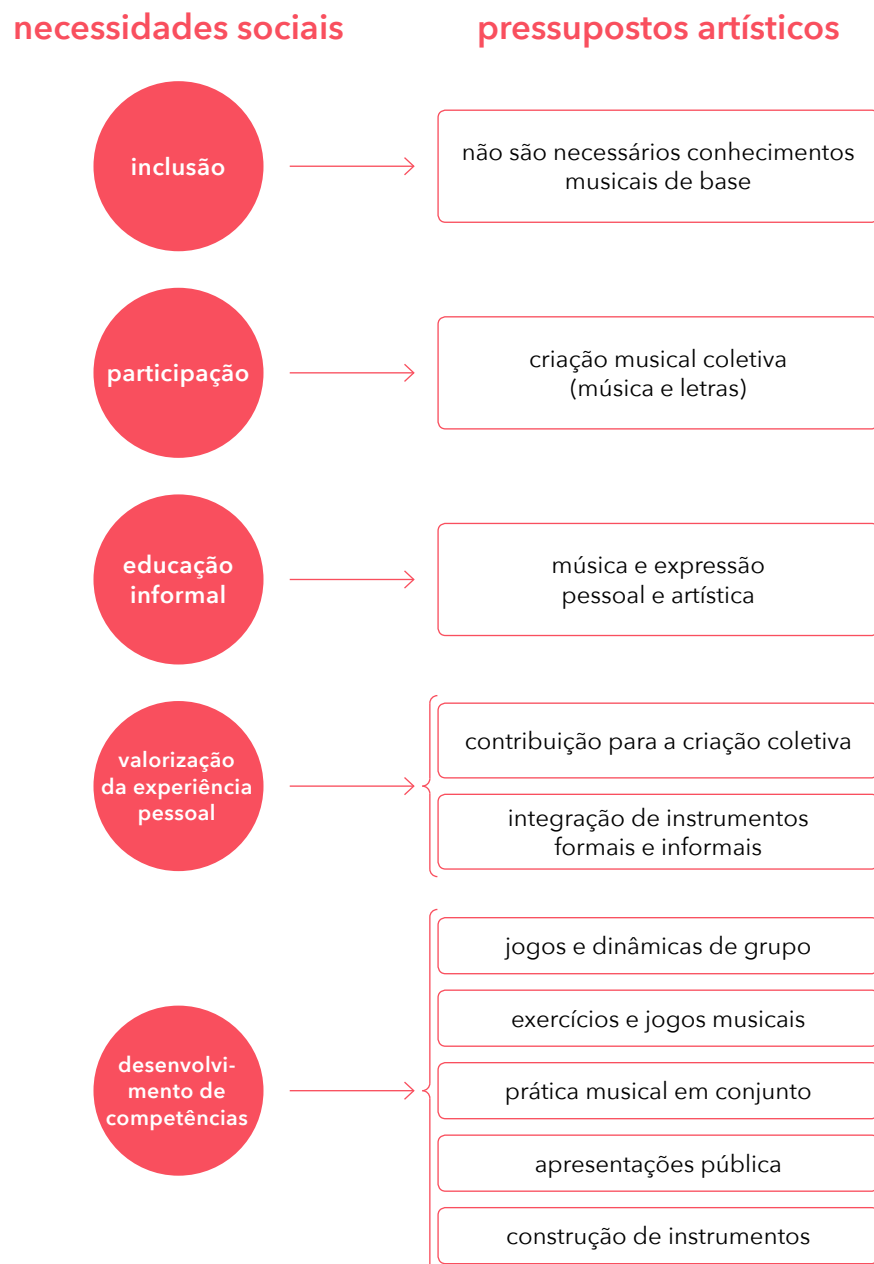 necessidades sociais
pressupostos artísticos
inclusão
não são necessários conhecimentos
musicais de base
participação
criação musical coletiva
(música e letras)
educação
informal
música e expressão
pessoal e artística
valorização
da experiência
pessoal
contribuição para a criação coletiva
integração de instrumentos
formais e informais
desenvolvi-
mento de
competências
jogos e dinâmicas de grupo
exercícios e jogos musicais
prática musical em conjunto
apresentações pública
construção de instrumentos